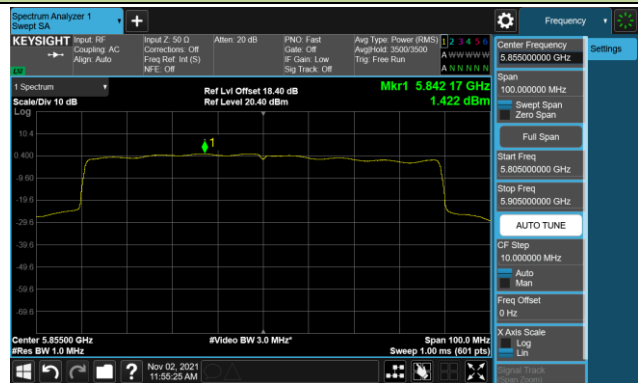 Spectrum Analyzer 1
Swept SA
+
Frequency
KEYSIGHT
Input: RF
Coupling: AC
Align: Auto
Input Z: 50 Ω
Corrections: Off
Freq Ref: Int (S)
NFE: Off
Atten: 20 dB
PNO: Fast
Gate: Off
IF Gain: Low
Sig Track: Off
Avg Type: Power (RMS)
Avg|Hold: 3500/3500
Trig: Free Run
1 2 3 4 5 6
A W W W W W
A N N N N N
LW
1 Spectrum
Scale/Div 10 dB
Log
Ref Lvl Offset 18.40 dB
Ref Level 20.40 dBm
Mkr1 5.842 17 GHz
1.422 dBm
10.4
0.400
-9.60
-19.6
-29.6
-39.6
-49.6
-59.6
-69.6
1
Center 5.85500 GHz
#Res BW 1.0 MHz
#Video BW 3.0 MHz*
Span 100.0 MHz
Sweep 1.00 ms (601 pts)
Center Frequency
5.855000000 GHz
Settings
Span
100.000000 MHz
Swept Span
Zero Span
Full Span
Start Freq
5.805000000 GHz
Stop Freq
5.905000000 GHz
AUTO TUNE
CF Step
10.000000 MHz
Auto
Man
Freq Offset
0 Hz
X Axis Scale
Log
Lin
Signal Track
(Span Zoom)
?
Nov 02, 2021
11:55:25 AM